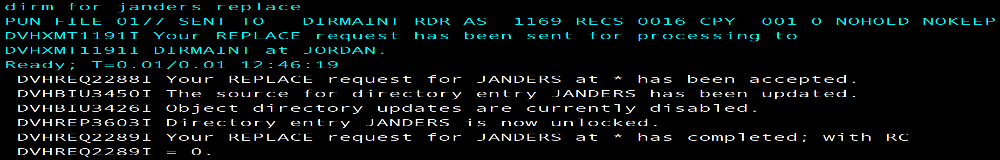 dirm for janders replace
PUN FILE 0177 SENT TO   DIRMAINT RDR AS  1169 RECS 0016 CPY  001 0 NOHOLD NOKEEP
DVHXMT1191I Your REPLACE request has been sent for processing to
DVHXMT1191I DIRMAINT at JORDAN.
Ready; T=0.01/0.01 12:46:19
 DVHREQ2288I Your REPLACE request for JANDERS at * has been accepted.
 DVHBIU3450I The source for directory entry JANDERS has been updated.
 DVHBIU3426I Object directory updates are currently disabled.
 DVHREP3603I Directory entry JANDERS is now unlocked.
 DVHREQ2289I Your REPLACE request for JANDERS at * has completed; with RC
 DVHREQ2289I = 0.